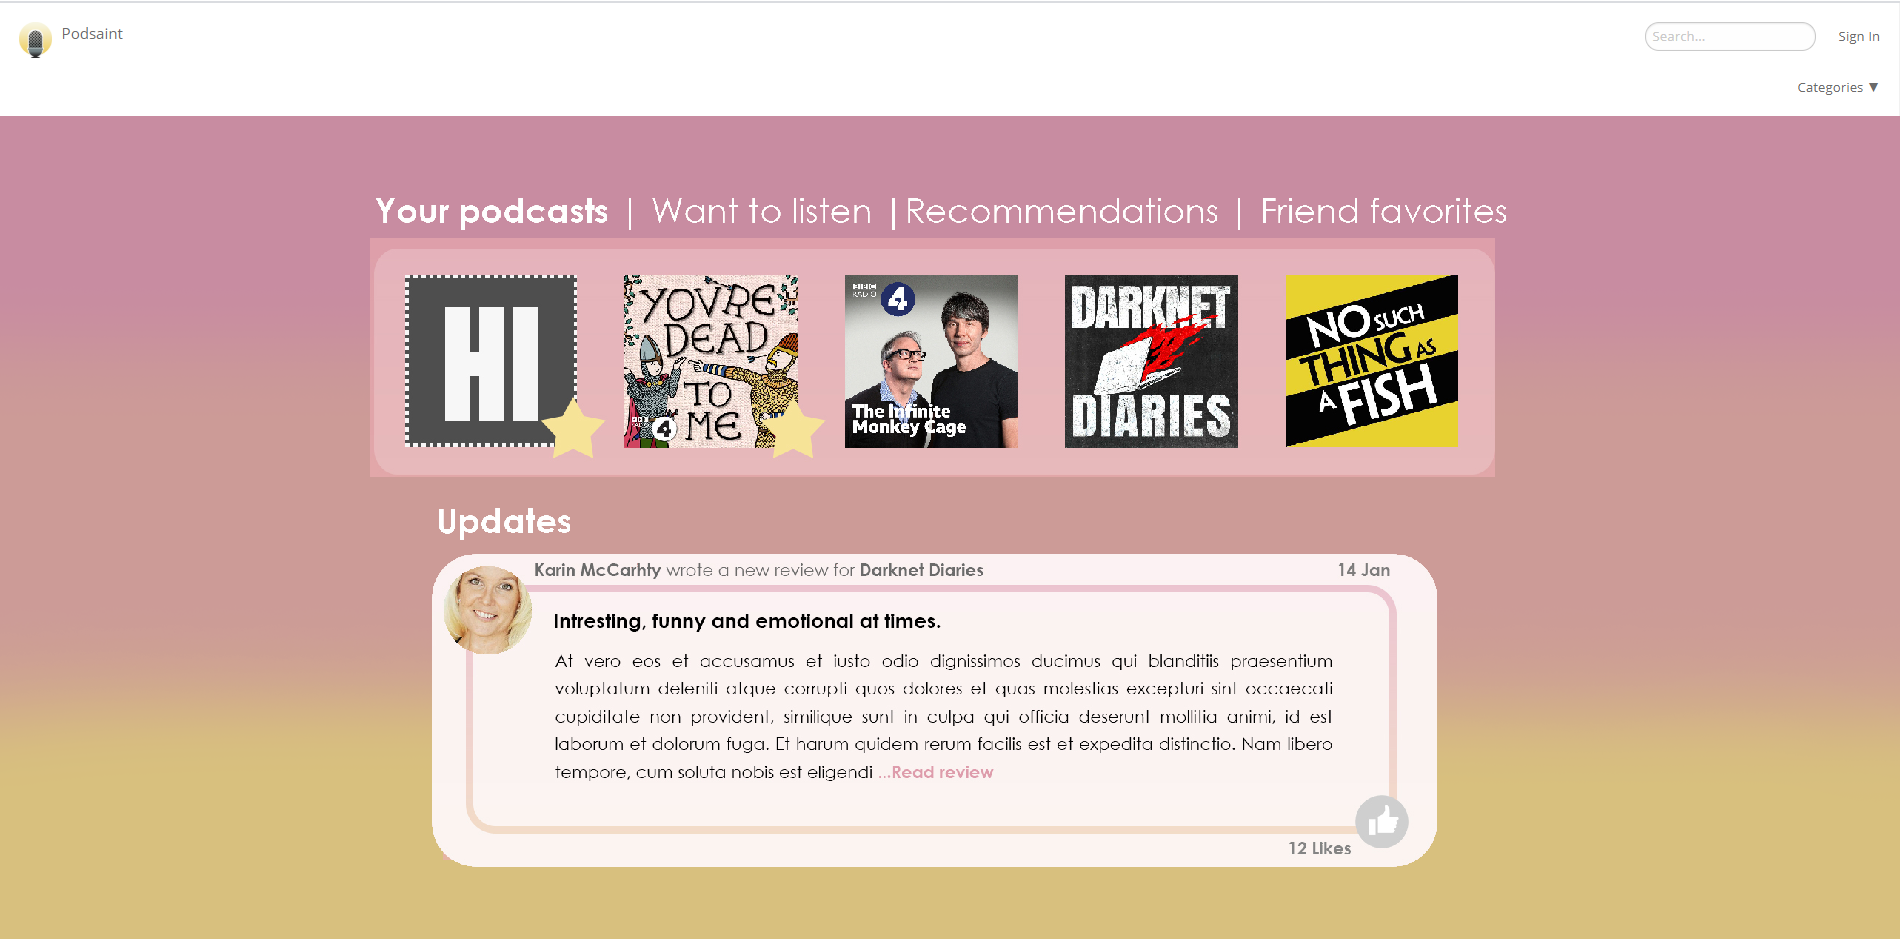 Podsaint
Search...
Sign In
Categories ▼
Your podcasts | Want to listen |Recommendations | Friend favorites
HI
YOU'RE
DEAD
TO
ME
BBC
RADIO
4
BBC
RADIO
4
The Infinite
Monkey Cage
DARKNET
DIARIES
NO SUCH
THING AS
A FISH
Updates
Karin McCarhty wrote a new review for Darknet Diaries
14 Jan
Intresting, funny and emotional at times.
At vero eos et accusamus et iusto odio dignissimos ducimus qui blanditiis praesentium
voluptatum deleniti atque corrupti quos dolores et quas molestias excepturi sint occaecati
cupiditate non provident, similique sunt in culpa qui officia deserunt mollitia animi, id est
laborum et dolorum fuga. Et harum quidem rerum facilis est et expedita distinctio. Nam libero
tempore, cum soluta nobis est eligendi ...Read review
12 Likes